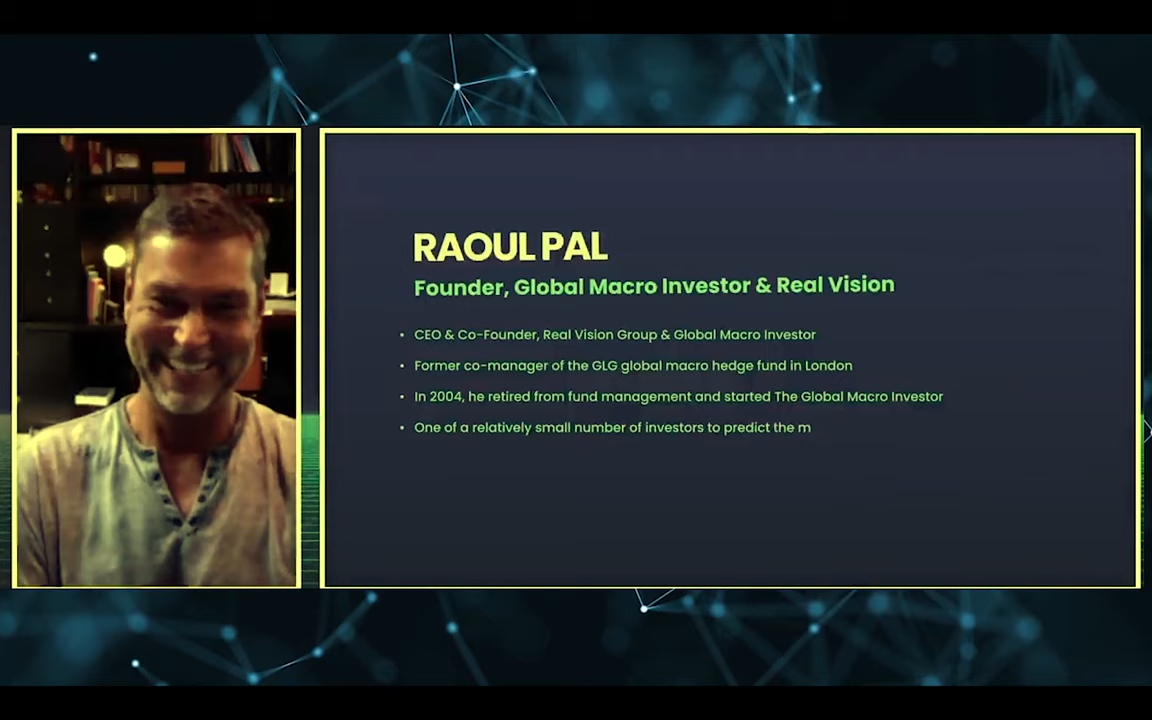 RAOUL PAL
Founder, Global Macro Investor & Real Vision
• CEO & Co-Founder, Real Vision Group & Global Macro Investor
• Former co-manager of the GLG global macro hedge fund in London
• In 2004, he retired from fund management and started The Global Macro Investor
• One of a relatively small number of investors to predict the m